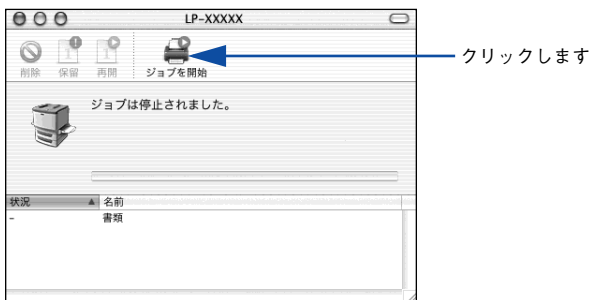 LP-XXXXX
削除 保留 再開 ジョブを開始
クリックします
ジョブは停止されました。
状況 名前
- 書類